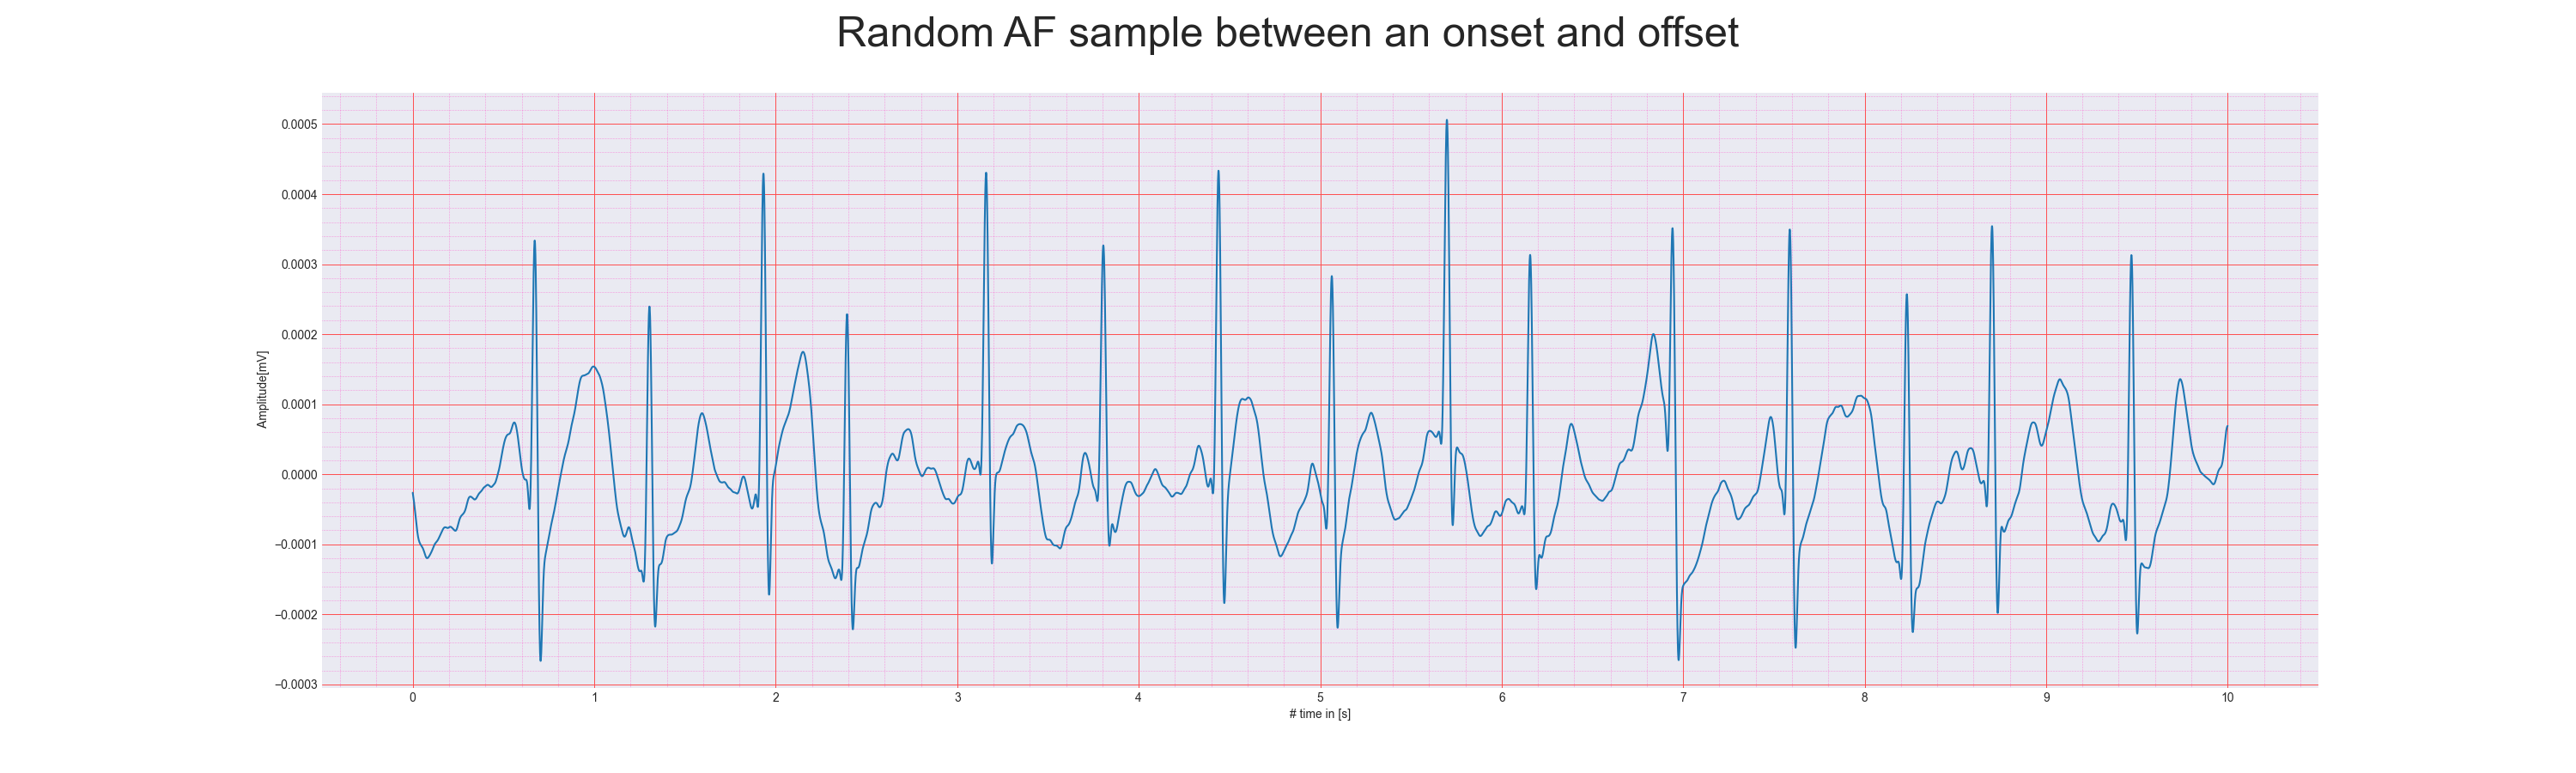 Random AF sample between an onset and offset
0.0005
0.0004
0.0003
0.0002
0.0001
0.0000
−0.0001
−0.0002
−0.0003
Amplitude[mV]
0 1 2 3 4 5 6 7 8 9 10
# time in [s]